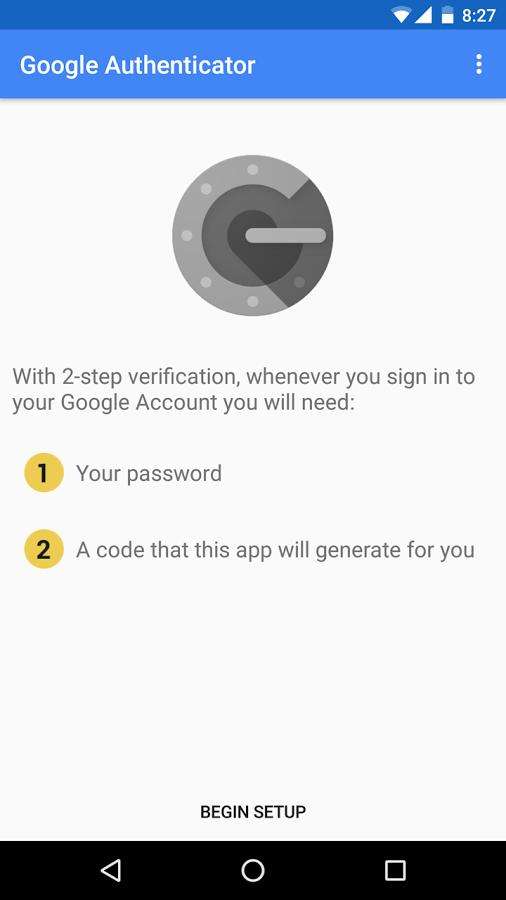 8:27
Google Authenticator
With 2-step verification, whenever you sign in to
your Google Account you will need:
1 Your password
2 A code that this app will generate for you
BEGIN SETUP